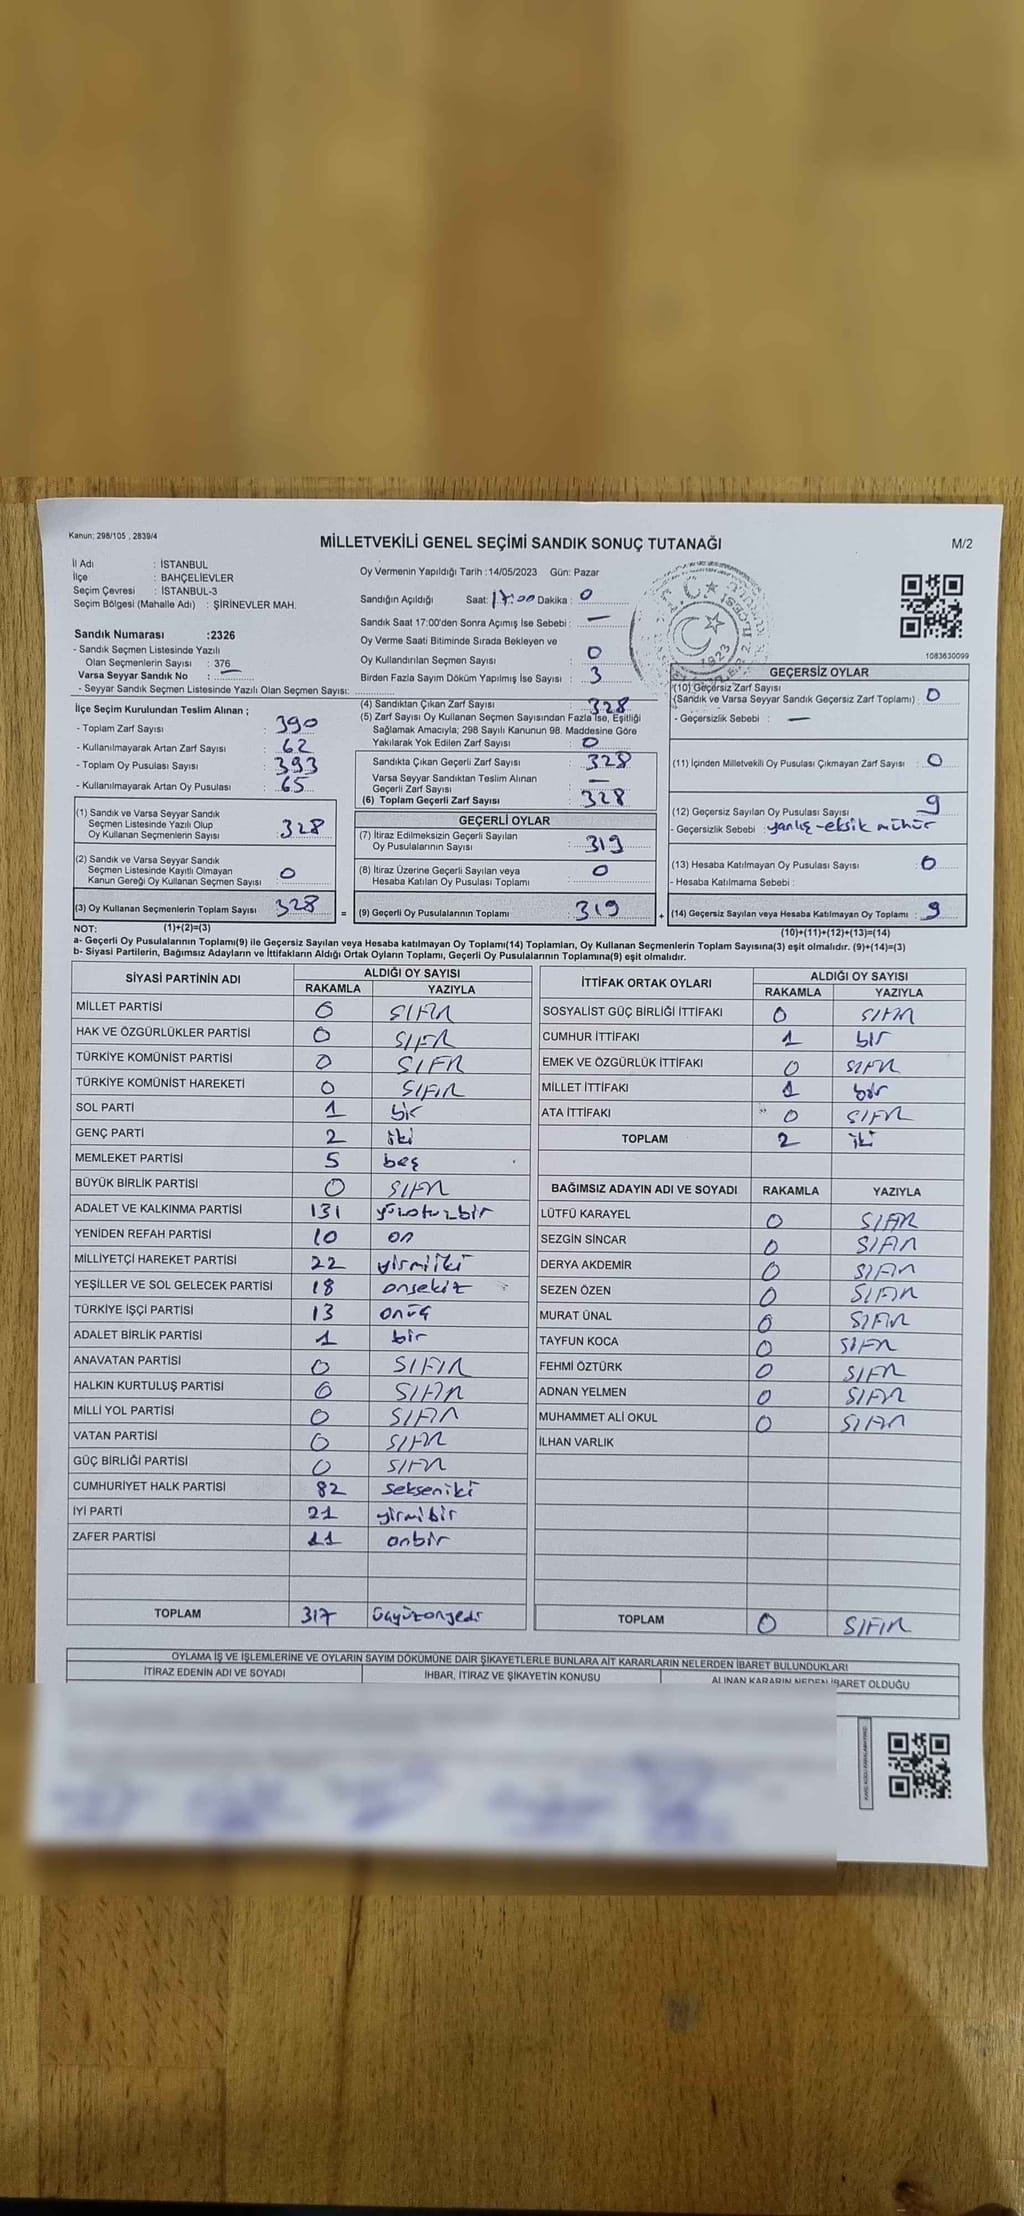 Kanun; 298/105 , 2839/4
MİLLETVEKİLİ GENEL SEÇİMİ SANDIK SONUÇ TUTANAĞI
M/2
İl Adı : İSTANBUL
İlçe : BAHÇELİEVLER
Seçim Çevresi : İSTANBUL-3
Seçim Bölgesi (Mahalle Adı) : ŞİRİNEVLER MAH.
Sandık Numarası :2326
- Sandık Seçmen Listesinde Yazılı
Olan Seçmenlerin Sayısı : 376
Varsa Seyyar Sandık No :
- Seyyar Sandık Seçmen Listesinde Yazılı Olan Seçmen Sayısı:
Oy Vermenin Yapıldığı Tarih :14/05/2023 Gün: Pazar
Sandığın Açıldığı Saat: 17:00 Dakika : 0
Sandık Saat 17:00'den Sonra Açımış İse Sebebi : —
Oy Verme Saati Bitiminde Sırada Bekleyen ve
Oy Kullandırılan Seçmen Sayısı : 0
Birden Fazla Sayım Döküm Yapılmış İse Sayısı : 3
T.C.
1923
1083630099
İlçe Seçim Kurulundan Teslim Alınan ;
- Toplam Zarf Sayısı : 390
- Kullanılmayarak Artan Zarf Sayısı : 62
- Toplam Oy Pusulası Sayısı : 393
- Kullanılmayarak Artan Oy Pusulası : 65
(1) Sandık ve Varsa Seyyar Sandık
Seçmen Listesinde Yazılı Olup
Oy Kullanan Seçmenlerin Sayısı : 328
(2) Sandık ve Varsa Seyyar Sandık
Seçmen Listesinde Kayıtlı Olmayan
Kanun Gereği Oy Kullanan Seçmen Sayısı : 0
(3) Oy Kullanan Seçmenlerin Toplam Sayısı : 328
(4) Sandıktan Çıkan Zarf Sayısı : 328
(5) Zarf Sayısı Oy Kullanan Seçmen Sayısından Fazla İse, Eşitliği
Sağlamak Amacıyla; 298 Sayılı Kanunun 98. Maddesine Göre
Yakılarak Yok Edilen Zarf Sayısı : 0
Sandıkta Çıkan Geçerli Zarf Sayısı : 328
Varsa Seyyar Sandıktan Teslim Alınan
Geçerli Zarf Sayısı : —
(6) Toplam Geçerli Zarf Sayısı : 328
GEÇERLİ OYLAR
(7) İtiraz Edilmeksizin Geçerli Sayılan
Oy Pusulalarının Sayısı : 319
(8) İtiraz Üzerine Geçerli Sayılan veya
Hesaba Katılan Oy Pusulası Toplamı : 0
= (9) Geçerli Oy Pusulalarının Toplamı : 319
GEÇERSİZ OYLAR
(10) Geçersiz Zarf Sayısı
(Sandık ve Varsa Seyyar Sandık Geçersiz Zarf Toplamı) : 0
- Geçersizlik Sebebi : —
(11) İçinden Milletvekili Oy Pusulası Çıkmayan Zarf Sayısı : 0
(12) Geçersiz Sayılan Oy Pusulası Sayısı : 9
- Geçersizlik Sebebi : yanlış-eksik mühür
(13) Hesaba Katılmayan Oy Pusulası Sayısı : 0
- Hesaba Katılmama Sebebi :
+ (14) Geçersiz Sayılan veya Hesaba Katılmayan Oy Toplamı : 9
NOT: (1)+(2)=(3)
(10)+(11)+(12)+(13)=(14)
a- Geçerli Oy Pusulalarının Toplamı(9) ile Geçersiz Sayılan veya Hesaba katılmayan Oy Toplamı(14) Toplamları, Oy Kullanan Seçmenlerin Toplam Sayısına(3) eşit olmalıdır. (9)+(14)=(3)
b- Siyasi Partilerin, Bağımsız Adayların ve İttifakların Aldığı Ortak Oyların Toplamı, Geçerli Oy Pusulalarının Toplamına(9) eşit olmalıdır.
SİYASİ PARTİNİN ADI
ALDIĞI OY SAYISI
RAKAMLA YAZIYLA
MİLLET PARTİSİ 0 SIFIR
HAK VE ÖZGÜRLÜKLER PARTİSİ 0 SIFIR
TÜRKİYE KOMÜNİST PARTİSİ 0 SIFIR
TÜRKİYE KOMÜNİST HAREKETİ 0 SIFIR
SOL PARTİ 1 bir
GENÇ PARTİ 2 iki
MEMLEKET PARTİSİ 5 beş
BÜYÜK BİRLİK PARTİSİ 0 SIFIR
ADALET VE KALKINMA PARTİSİ 131 yüzotuzbir
YENİDEN REFAH PARTİSİ 10 on
MİLLİYETÇİ HAREKET PARTİSİ 22 yirmiiki
YEŞİLLER VE SOL GELECEK PARTİSİ 18 onsekiz
TÜRKİYE İŞÇİ PARTİSİ 13 onüç
ADALET BİRLİK PARTİSİ 1 bir
ANAVATAN PARTİSİ 0 SIFIR
HALKIN KURTULUŞ PARTİSİ 0 SIFIR
MİLLİ YOL PARTİSİ 0 SIFIR
VATAN PARTİSİ 0 SIFIR
GÜÇ BİRLİĞİ PARTİSİ 0 SIFIR
CUMHURİYET HALK PARTİSİ 82 sekseniki
İYİ PARTİ 21 yirmibir
ZAFER PARTİSİ 11 onbir
TOPLAM 317 üçyüzonyedi
İTTİFAK ORTAK OYLARI
ALDIĞI OY SAYISI
RAKAMLA YAZIYLA
SOSYALİST GÜÇ BİRLİĞİ İTTİFAKI 0 SIFIR
CUMHUR İTTİFAKI 1 bir
EMEK VE ÖZGÜRLÜK İTTİFAKI 0 SIFIR
MİLLET İTTİFAKI 1 bir
ATA İTTİFAKI 0 SIFIR
TOPLAM 2 iki
BAĞIMSIZ ADAYIN ADI VE SOYADI RAKAMLA YAZIYLA
LÜTFÜ KARAYEL 0 SIFIR
SEZGİN SİNCAR 0 SIFIR
DERYA AKDEMİR 0 SIFIR
SEZEN ÖZEN 0 SIFIR
MURAT ÜNAL 0 SIFIR
TAYFUN KOCA 0 SIFIR
FEHMİ ÖZTÜRK 0 SIFIR
ADNAN YELMEN 0 SIFIR
MUHAMMET ALİ OKUL 0 SIFIR
İLHAN VARLIK
TOPLAM 0 SIFIR
OYLAMA İŞ VE İŞLEMLERİNE VE OYLARIN SAYIM DÖKÜMÜNE DAİR ŞİKAYETLERLE BUNLARA AİT KARARLARIN NELERDEN İBARET BULUNDUKLARI
İTİRAZ EDENİN ADI VE SOYADI İHBAR, İTİRAZ VE ŞİKAYETİN KONUSU ALINAN KARARIN NEDEN İBARET OLDUĞU